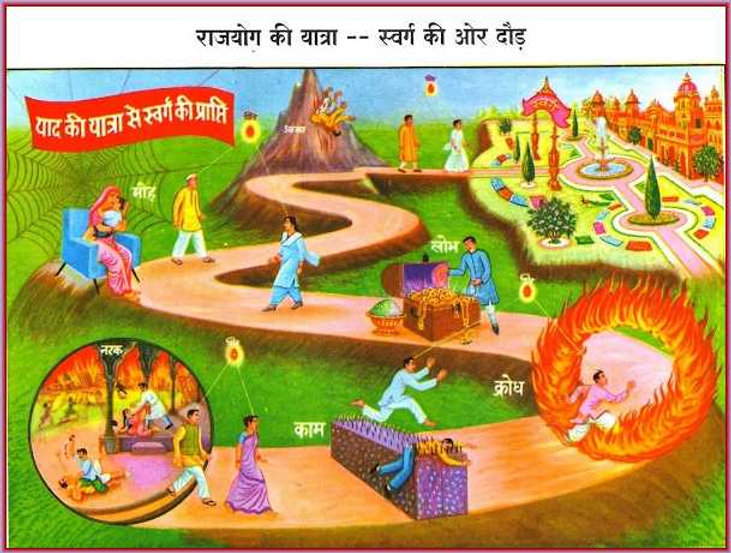 राजयोग की यात्रा -- स्वर्ग की ओर दौड़
याद की यात्रा से स्वर्ग की प्राप्ति
अहंकार
स्वर्ग
मोह
लोभ
नरक
काम
क्रोध